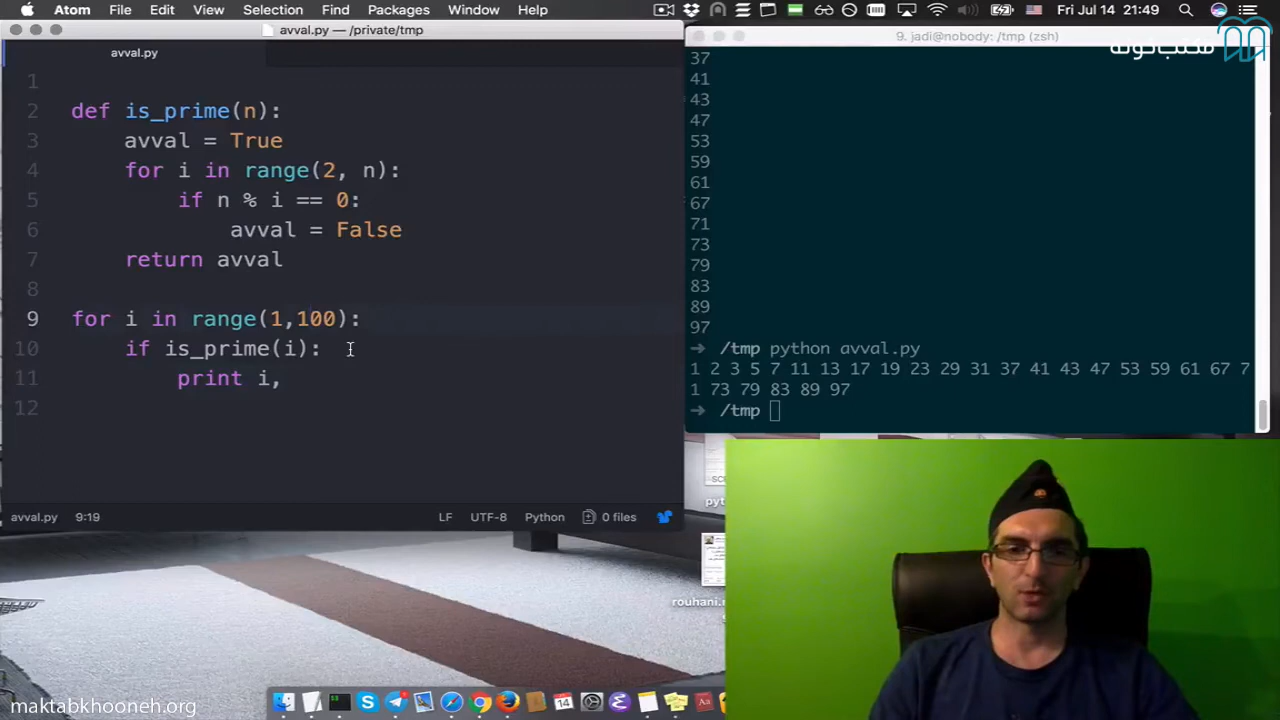 Atom File Edit View Selection Find Packages Window Help
Fri Jul 14 21:49
avval.py — /private/tmp
avval.py
1
2 def is_prime(n):
3     avval = True
4     for i in range(2, n):
5         if n % i == 0:
6             avval = False
7     return avval
8
9 for i in range(1,100):
10     if is_prime(i):
11         print i,
12
avval.py 9:19 LF UTF-8 Python 0 files
9. jadi@nobody: /tmp (zsh)
مکتب‌خونه
37
41
43
47
53
59
61
67
71
73
79
83
89
97
➜ /tmp python avval.py
1 2 3 5 7 11 13 17 19 23 29 31 37 41 43 47 53 59 61 67 7
1 73 79 83 89 97
➜ /tmp
14
maktabkhooneh.org